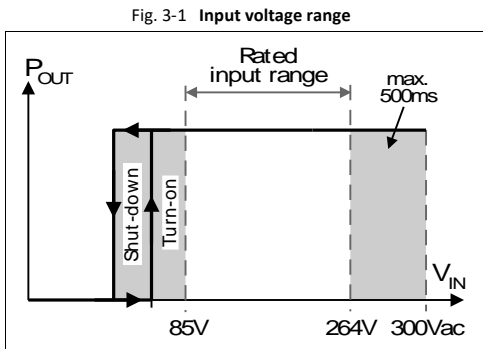 Fig. 3-1 Input voltage range
Rated
input range
POUT
max.
500ms
Shut-down
Turn-on
VIN
85V
264V
300Vac